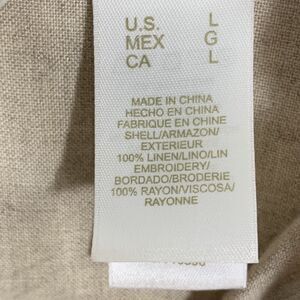 U.S. L
MEX G
CA L
MADE IN CHINA
HECHO EN CHINA
FABRIQUE EN CHINE
SHELL/ARMAZON/
EXTERIEUR
100% LINEN/LINO/LIN
EMBROIDERY/
BORDADO/BRODERIE
100% RAYON/VISCOSA/
RAYONNE